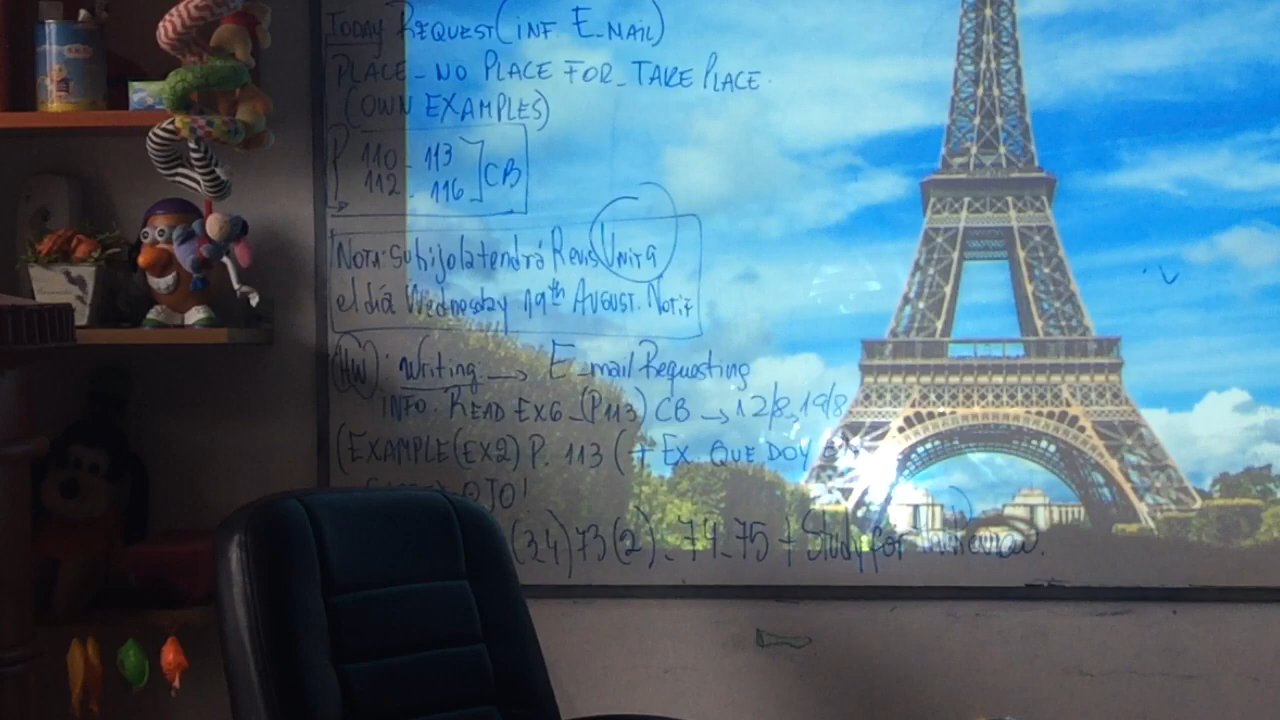 TODAY REQUEST (INF. E-MAIL)
PLACE - NO PLACE FOR - TAKE PLACE.
(OWN EXAMPLES)
P 110 - 113
112 - 116 ] CB
NOTA: Su hijo/a tendrá Revis Unit 9
el día Wednesday 19th AUGUST. Notif
(HW) Writing → E-mail Requesting
INFO. READ EX6 - (P113) CB → 12/8, 19/8
(EXAMPLE (EX2) P. 113 (+ EX. QUE DOY EN
OJO!
(34) 73 (2) - 74-75 + Study for